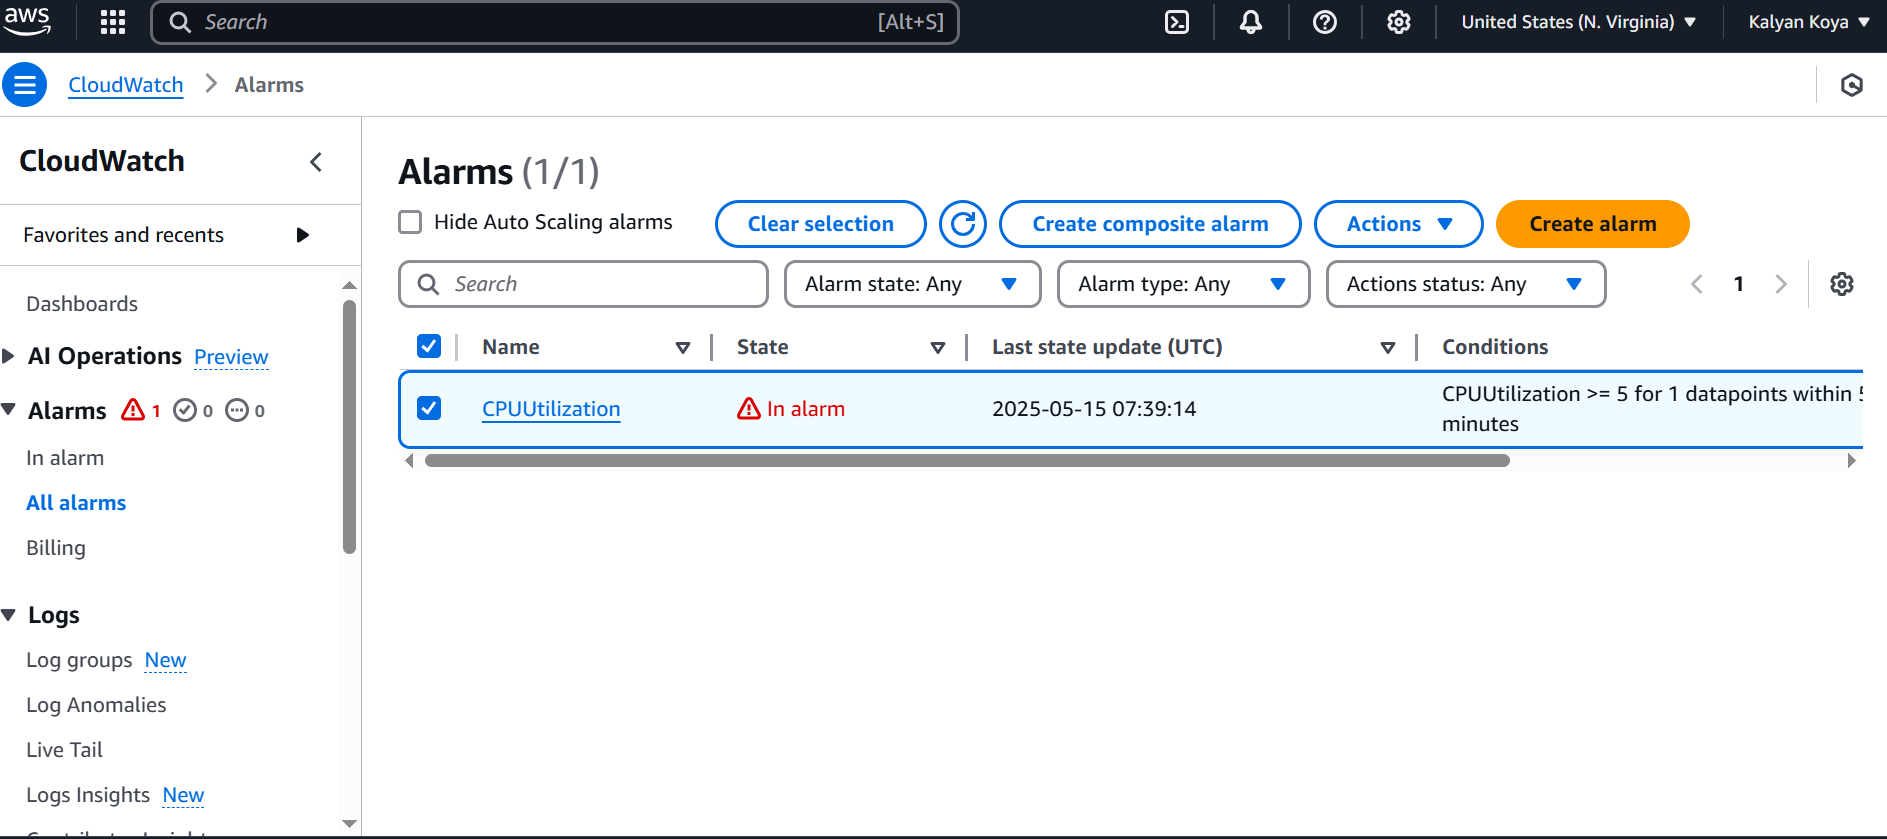 aws
Search [Alt+S]
United States (N. Virginia)
Kalyan Koya
CloudWatch
Alarms
CloudWatch
Favorites and recents
Dashboards
AI Operations Preview
Alarms 1 0 0
In alarm
All alarms
Billing
Logs
Log groups New
Log Anomalies
Live Tail
Logs Insights New
Alarms (1/1)
Hide Auto Scaling alarms
Clear selection
Create composite alarm
Actions
Create alarm
Search
Alarm state: Any
Alarm type: Any
Actions status: Any
1
Name State Last state update (UTC) Conditions
CPUUtilization In alarm 2025-05-15 07:39:14 CPUUtilization >= 5 for 1 datapoints within 5
minutes